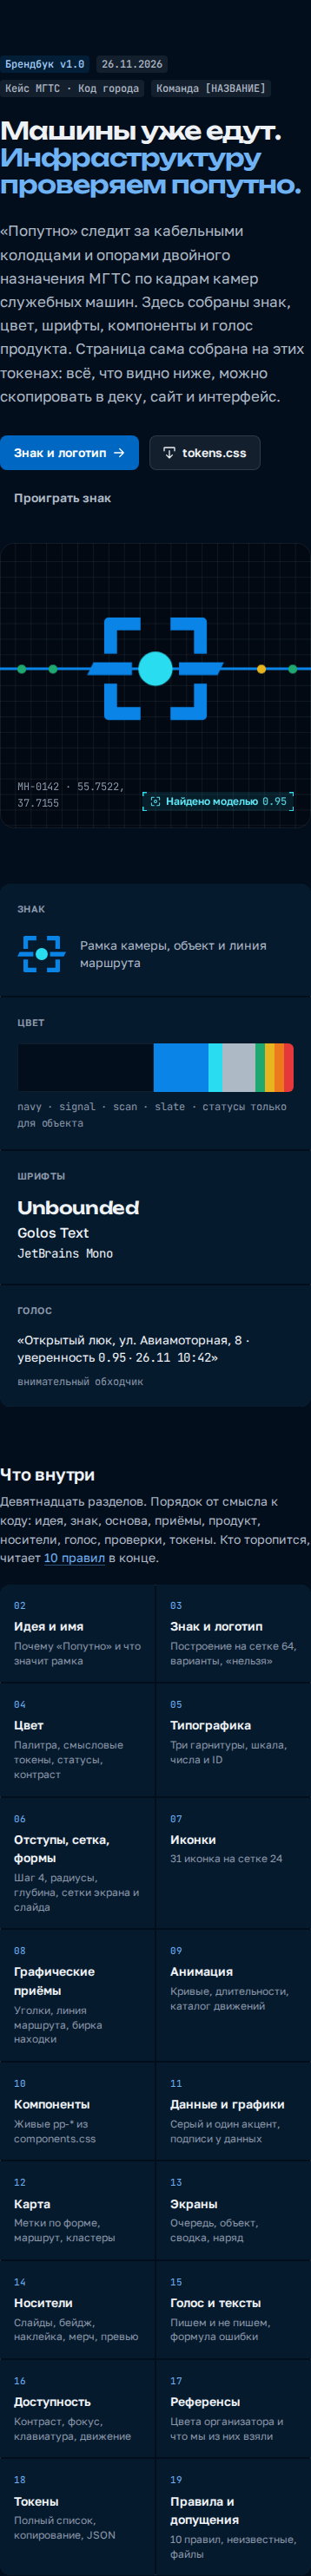 Брендбук v1.0 26.11.2026
Кейс МГТС · Код города Команда [НАЗВАНИЕ]
Машины уже едут.
Инфраструктуру
проверяем попутно.
«Попутно» следит за кабельными
колодцами и опорами двойного
назначения МГТС по кадрам камер
служебных машин. Здесь собраны знак,
цвет, шрифты, компоненты и голос
продукта. Страница сама собрана на этих
токенах: всё, что видно ниже, можно
скопировать в деку, сайт и интерфейс.
Знак и логотип → tokens.css
Проиграть знак
МН-0142 · 55.7522,
37.7155
Найдено моделью 0.95
ЗНАК
Рамка камеры, объект и линия
маршрута
ЦВЕТ
navy · signal · scan · slate · статусы только
для объекта
ШРИФТЫ
Unbounded
Golos Text
JetBrains Mono
ГОЛОС
«Открытый люк, ул. Авиамоторная, 8 ·
уверенность 0.95 · 26.11 10:42»
внимательный обходчик
Что внутри
Девятнадцать разделов. Порядок от смысла к
коду: идея, знак, основа, приёмы, продукт,
носители, голос, проверки, токены. Кто торопится,
читает 10 правил в конце.
02
Идея и имя
Почему «Попутно» и что
значит рамка
03
Знак и логотип
Построение на сетке 64,
варианты, «нельзя»
04
Цвет
Палитра, смысловые
токены, статусы,
контраст
05
Типографика
Три гарнитуры, шкала,
числа и ID
06
Отступы, сетка,
формы
Шаг 4, радиусы,
глубина, сетки экрана и
слайда
07
Иконки
31 иконка на сетке 24
08
Графические
приёмы
Уголки, линия
маршрута, бирка
находки
09
Анимация
Кривые, длительности,
каталог движений
10
Компоненты
Живые pp-* из
components.css
11
Данные и графики
Серый и один акцент,
подписи у данных
12
Карта
Метки по форме,
маршрут, кластеры
13
Экраны
Очередь, объект,
сводка, наряд
14
Носители
Слайды, бейдж,
наклейка, мерч, превью
15
Голос и тексты
Пишем и не пишем,
формула ошибки
16
Доступность
Контраст, фокус,
клавиатура, движение
17
Референсы
Цвета организатора и
что мы из них взяли
18
Токены
Полный список,
копирование, JSON
19
Правила и
допущения
10 правил, неизвестные,
файлы